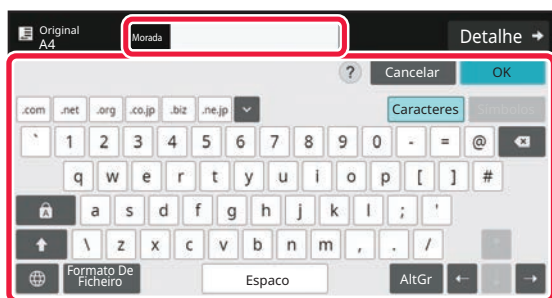 Original
A4
Morada
Detalhe
?
Cancelar
OK
.com .net .org .co.jp .biz .ne.jp
Caracteres
Símbolos
` 1 2 3 4 5 6 7 8 9 0 - = @
q w e r t y u i o p [ ] #
A
a s d f g h j k l ; '
\ z x c v b n m , . /
Formato De
Ficheiro
Espaco
AltGr